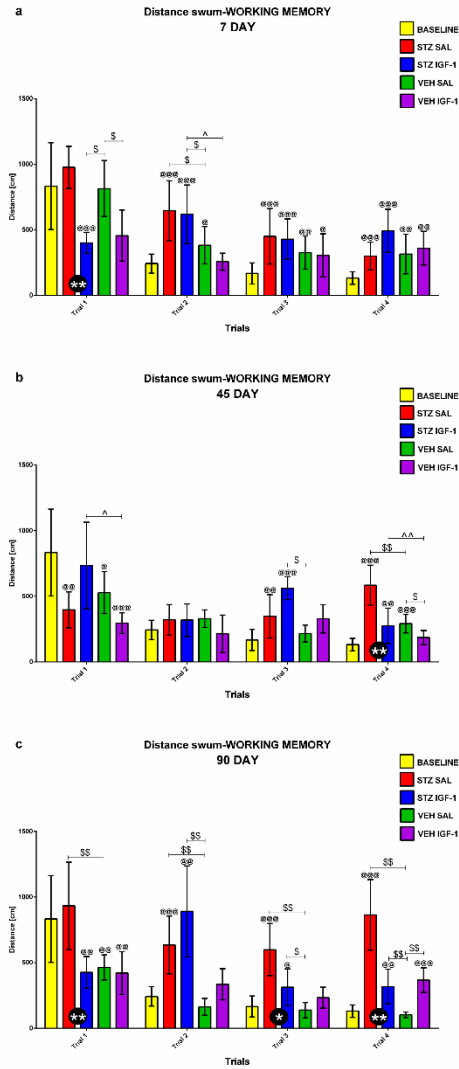 a
Distance swum-WORKING MEMORY
7 DAY
BASELINE
STZ SAL
STZ IGF-1
VEH SAL
VEH IGF-1
Distance [cm]
1500
1000
500
0
$
$
@@@
**
^
$
$
@@@
@@@
@
@@@
@@@
@@
@
@@@
@@@
@@
@@
Trial 1
Trial 2
Trial 3
Trial 4
Trials
b
Distance swum-WORKING MEMORY
45 DAY
BASELINE
STZ SAL
STZ IGF-1
VEH SAL
VEH IGF-1
Distance [cm]
1500
1000
500
0
^
@@
@
@@@
$
@@@
@@
^^
$$
@@@
$
@@
@@@
**
Trial 1
Trial 2
Trial 3
Trial 4
c
Distance swum-WORKING MEMORY
90 DAY
BASELINE
STZ SAL
STZ IGF-1
VEH SAL
VEH IGF-1
Distance [cm]
1500
1000
500
0
$$
@@
@@
@@
**
$$
$$
@@
@@@
$$
@@@
$
@
*
$$
@@@
$$
$$
@@
@@@
**
Trial 1
Trial 2
Trial 3
Trial 4
Trials